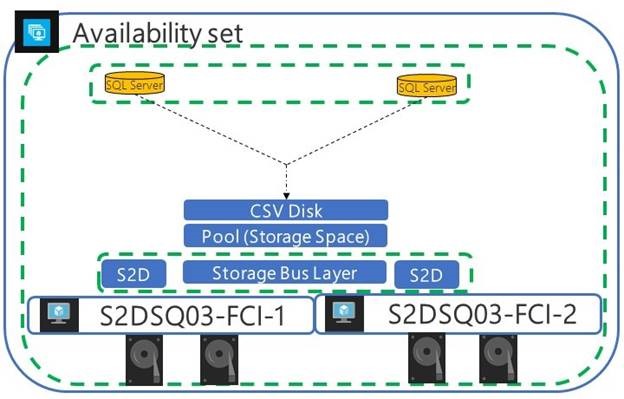 Availability set
SQL Server
SQL Server
CSV Disk
Pool (Storage Space)
S2D
Storage Bus Layer
S2D
S2DSQ03-FCI-1
S2DSQ03-FCI-2